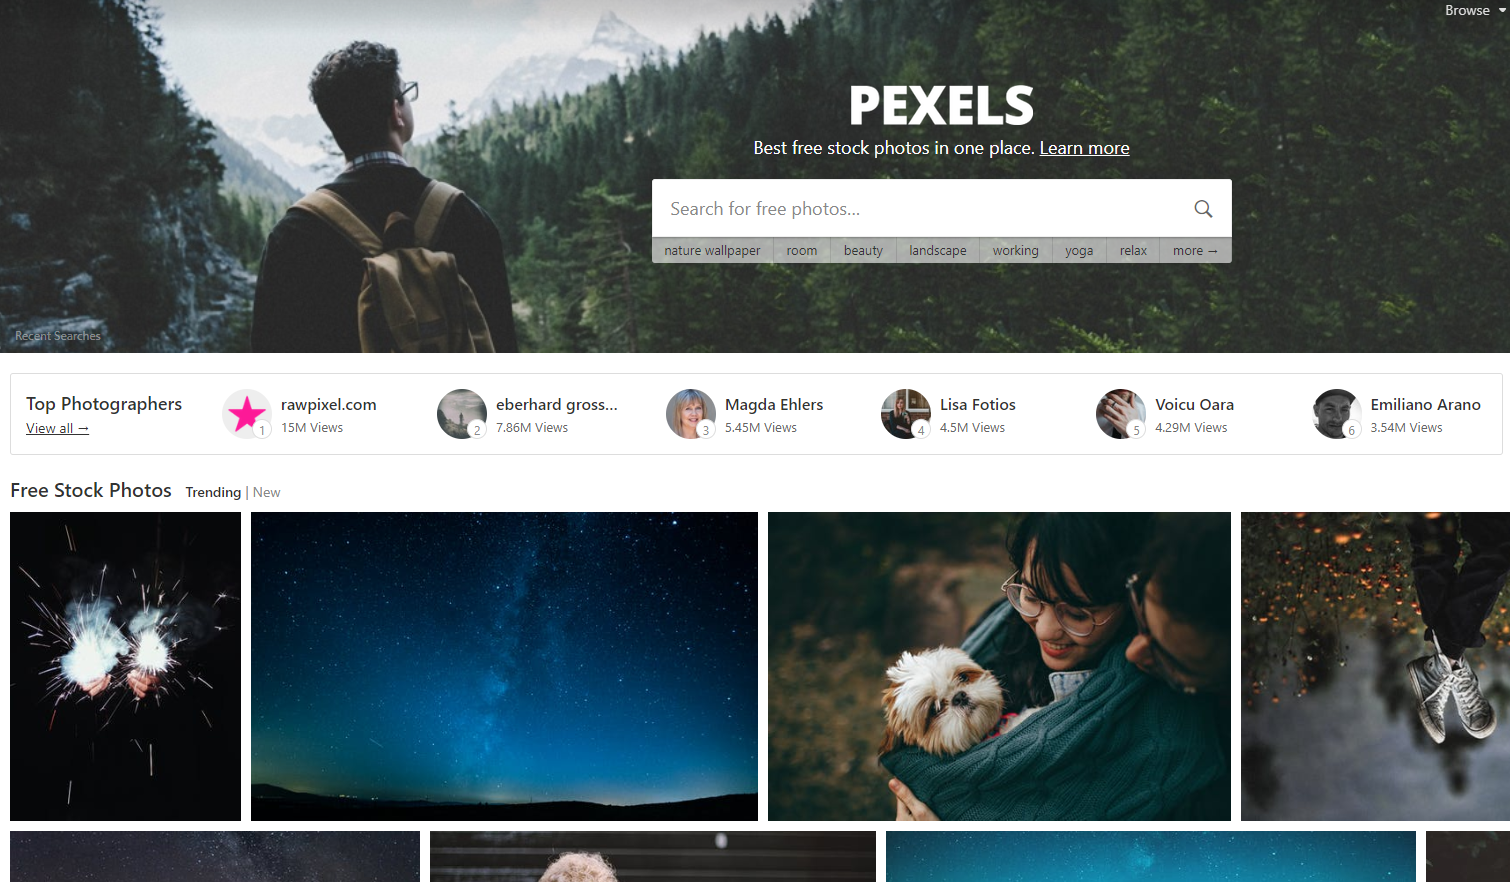 Browse
PEXELS
Best free stock photos in one place. Learn more
Search for free photos...
nature wallpaper room beauty landscape working yoga relax more →
Recent Searches
Top Photographers
View all →
1 rawpixel.com
15M Views
2 eberhard gross...
7.86M Views
3 Magda Ehlers
5.45M Views
4 Lisa Fotios
4.5M Views
5 Voicu Oara
4.29M Views
6 Emiliano Arano
3.54M Views
Free Stock Photos Trending | New